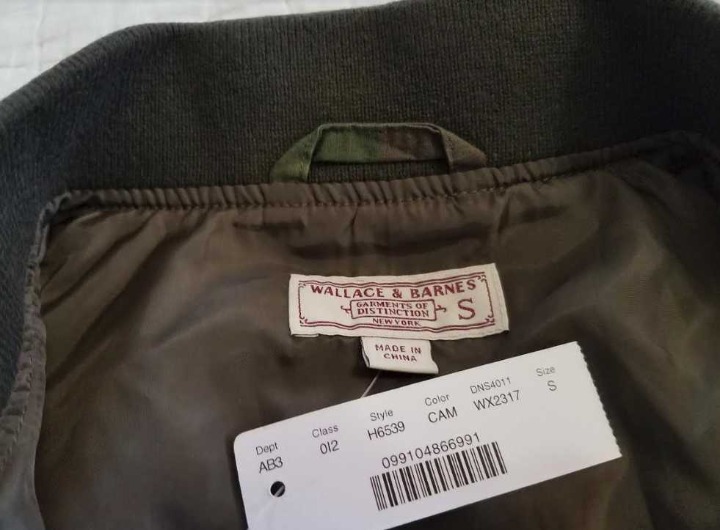 WALLACE & BARNES
GARMENTS OF
DISTINCTION
NEW YORK
S
MADE IN
CHINA
Dept Class Style Color DNS4011 Size
AB3 012 H6539 CAM WX2317 S
099104866991